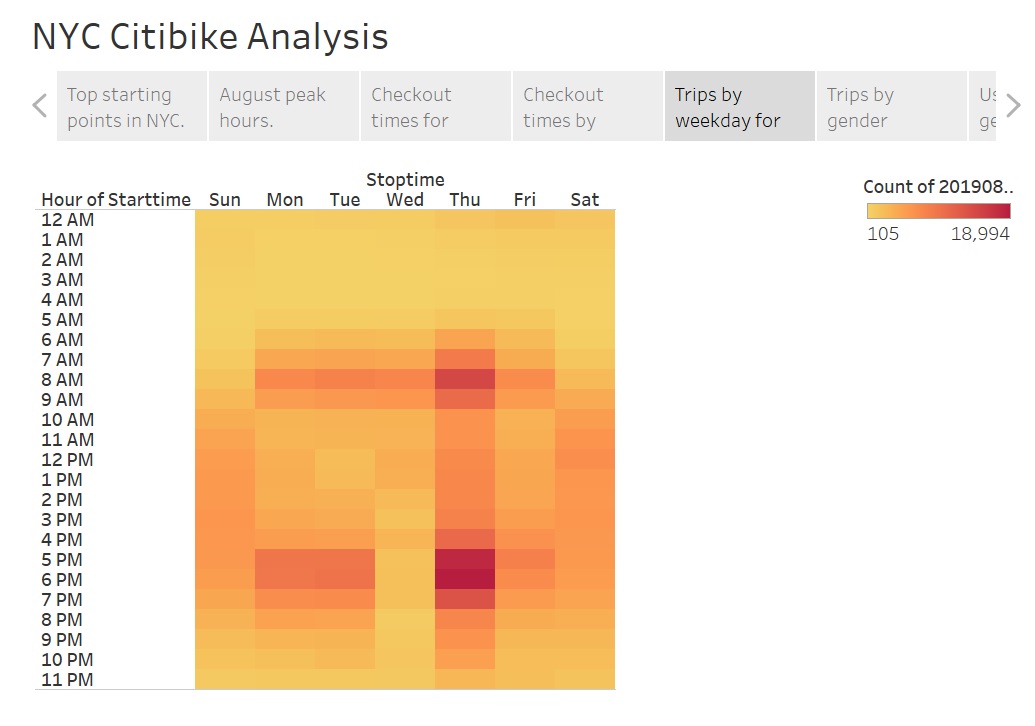 NYC Citibike Analysis
Top starting
points in NYC.
August peak
hours.
Checkout
times for
Checkout
times by
Trips by
weekday for
Trips by
gender
Us
ge
Stoptime
Hour of Starttime Sun Mon Tue Wed Thu Fri Sat
12 AM
1 AM
2 AM
3 AM
4 AM
5 AM
6 AM
7 AM
8 AM
9 AM
10 AM
11 AM
12 PM
1 PM
2 PM
3 PM
4 PM
5 PM
6 PM
7 PM
8 PM
9 PM
10 PM
11 PM
Count of 201908..
105 18,994